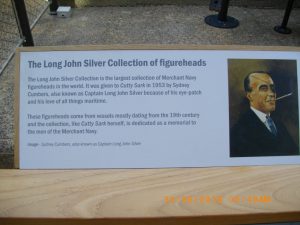 The Long John Silver Collection of figureheads
The Long John Silver Collection is the largest collection of Merchant Navy
figureheads in the world. It was given to Cutty Sark in 1953 by Sydney
Cumbers, also known as Captain Long John Silver because of his eye-patch
and his love of all things maritime.
These figureheads come from vessels mostly dating from the 19th century
and the collection, like Cutty Sark herself, is dedicated as a memorial to
the men of the Merchant Navy.
Image - Sydney Cumbers, also known as Captain Long John Silver